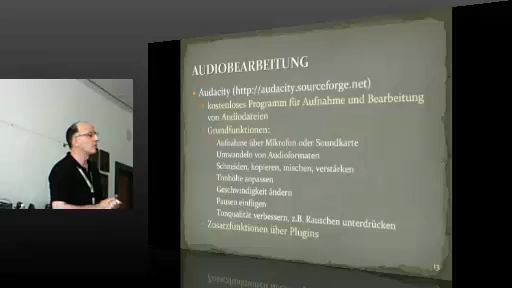 AUDIOBEARBEITUNG
Audacity (http://audacity.sourceforge.net)
kostenloses Programm für Aufnahme und Bearbeitung
von Audiodateien
Grundfunktionen:
Aufnahme über Mikrofon oder Soundkarte
Umwandeln von Audioformaten
Schneiden, kopieren, mischen, verstärken
Tonhöhe anpassen
Geschwindigkeit ändern
Pausen einfügen
Tonqualität verbessern, z.B. Rauschen unterdrücken
Zusatzfunktionen über Plugins
13